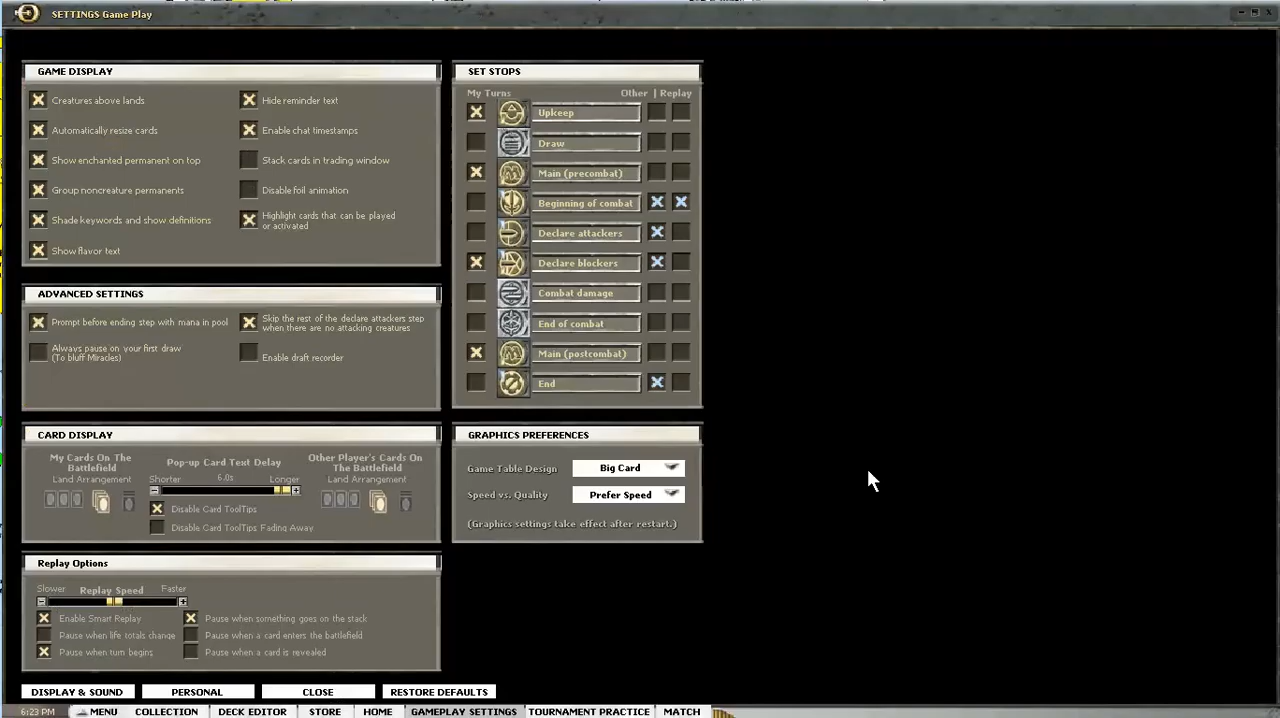 SETTINGS Game Play
GAME DISPLAY
Creatures above lands
Hide reminder text
Automatically resize cards
Enable chat timestamps
Show enchanted permanent on top
Stack cards in trading window
Group noncreature permanents
Disable foil animation
Shade keywords and show definitions
Highlight cards that can be played
or activated
Show flavor text
ADVANCED SETTINGS
Prompt before ending step with mana in pool
Skip the rest of the declare attackers step
when there are no attacking creatures
Always pause on your first draw
(To bluff Miracles)
Enable draft recorder
CARD DISPLAY
My Cards On The
Battlefield
Land Arrangement
Pop-up Card Text Delay
Shorter 6.0s Longer
Other Player's Cards On
The Battlefield
Land Arrangement
Disable Card ToolTips
Disable Card ToolTips Fading Away
Replay Options
Slower Replay Speed Faster
Enable Smart Replay
Pause when something goes on the stack
Pause when life totals change
Pause when a card enters the battlefield
Pause when turn begins
Pause when a card is revealed
SET STOPS
My Turns Other | Replay
Upkeep
Draw
Main (precombat)
Beginning of combat
Declare attackers
Declare blockers
Combat damage
End of combat
Main (postcombat)
End
GRAPHICS PREFERENCES
Game Table Design Big Card
Speed vs. Quality Prefer Speed
(Graphics settings take effect after restart.)
DISPLAY & SOUND PERSONAL CLOSE RESTORE DEFAULTS
6:23 PM MENU COLLECTION DECK EDITOR STORE HOME GAMEPLAY SETTINGS TOURNAMENT PRACTICE MATCH